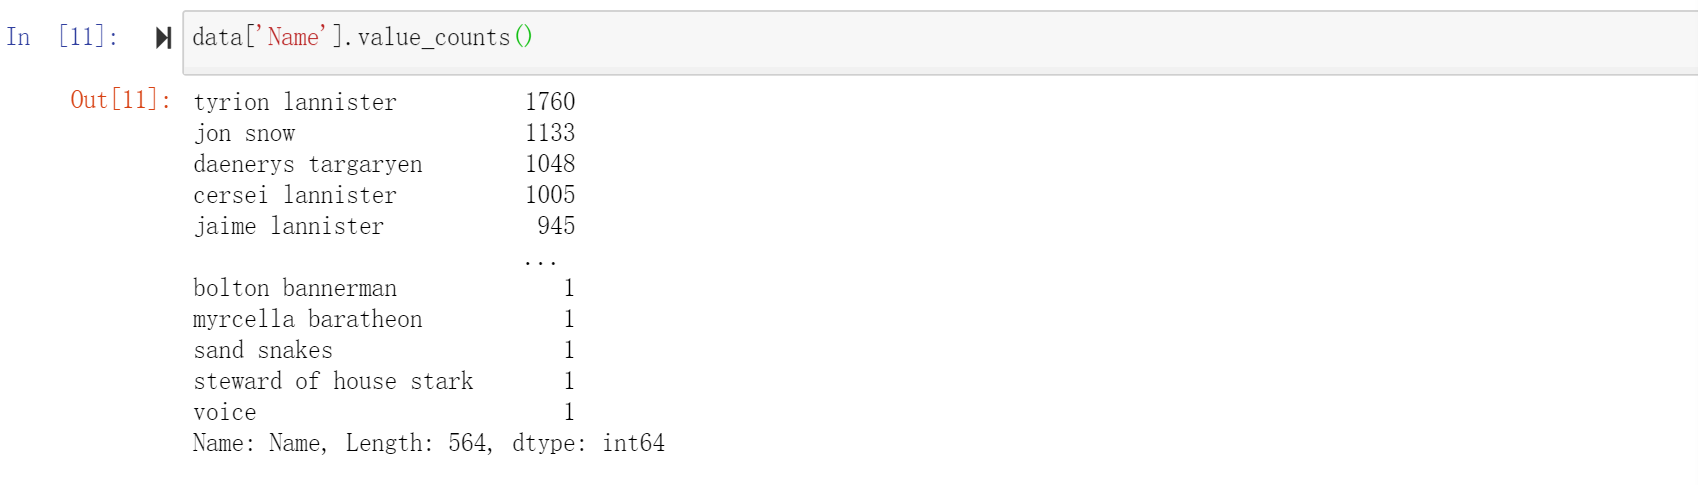 In [11]: data['Name'].value_counts()
Out[11]: tyrion lannister 1760
jon snow 1133
daenerys targaryen 1048
cersei lannister 1005
jaime lannister 945
...
bolton bannerman 1
myrcella baratheon 1
sand snakes 1
steward of house stark 1
voice 1
Name: Name, Length: 564, dtype: int64